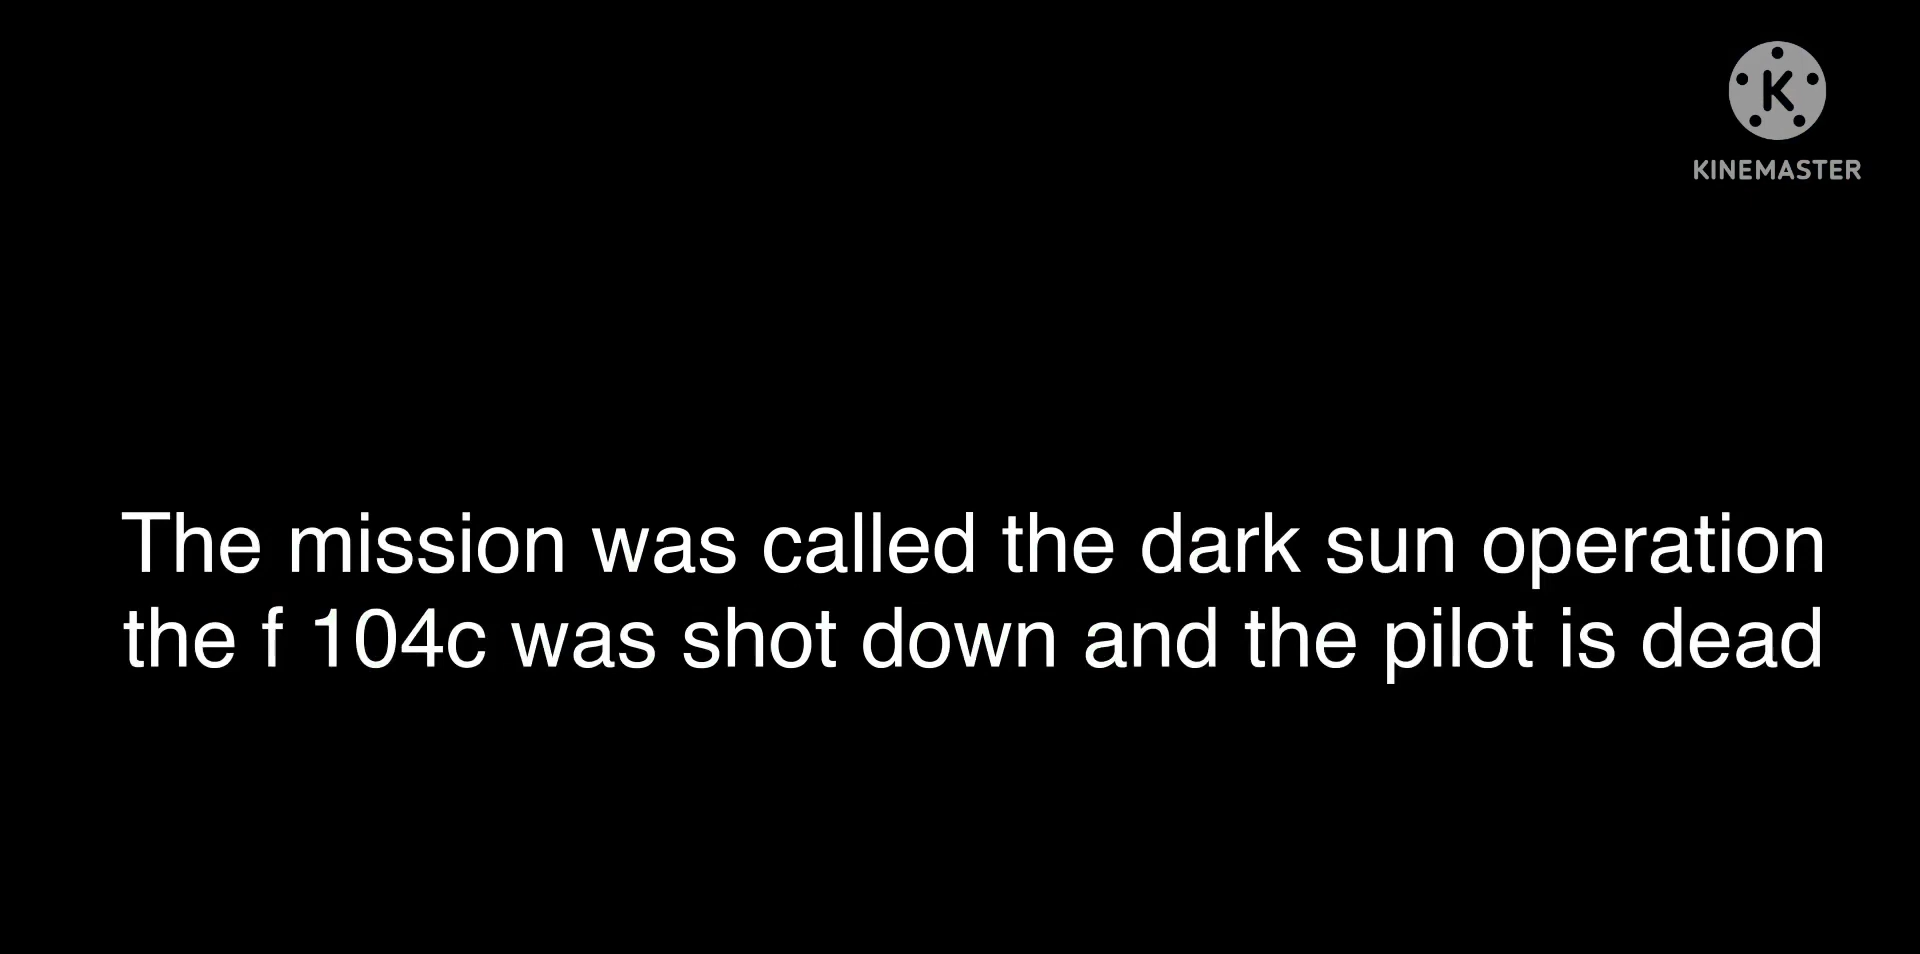 K
KINEMASTER
The mission was called the dark sun operation
the f 104c was shot down and the pilot is dead